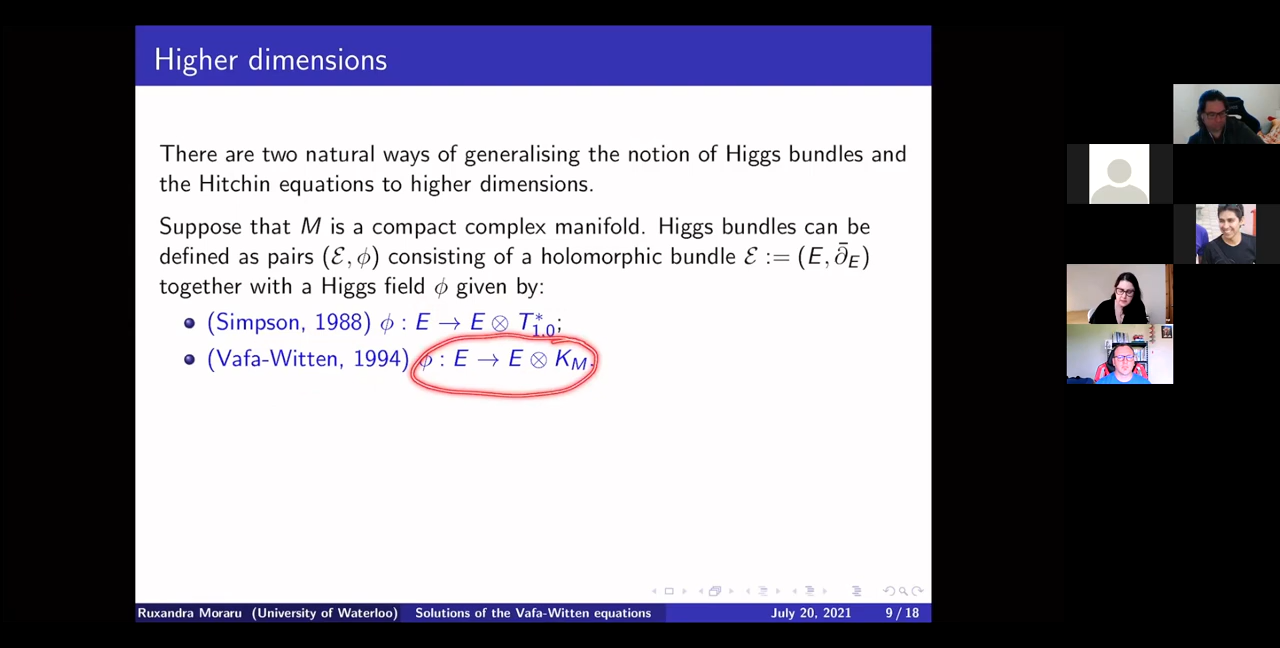 Higher dimensions
There are two natural ways of generalising the notion of Higgs bundles and
the Hitchin equations to higher dimensions.
Suppose that M is a compact complex manifold. Higgs bundles can be
defined as pairs (ℰ, ϕ) consisting of a holomorphic bundle ℰ := (E, ∂̄_E)
together with a Higgs field ϕ given by:
(Simpson, 1988) ϕ : E → E ⊗ T*_{1,0};
(Vafa-Witten, 1994) ϕ : E → E ⊗ K_M.
Ruxandra Moraru (University of Waterloo) Solutions of the Vafa-Witten equations July 20, 2021 9 / 18